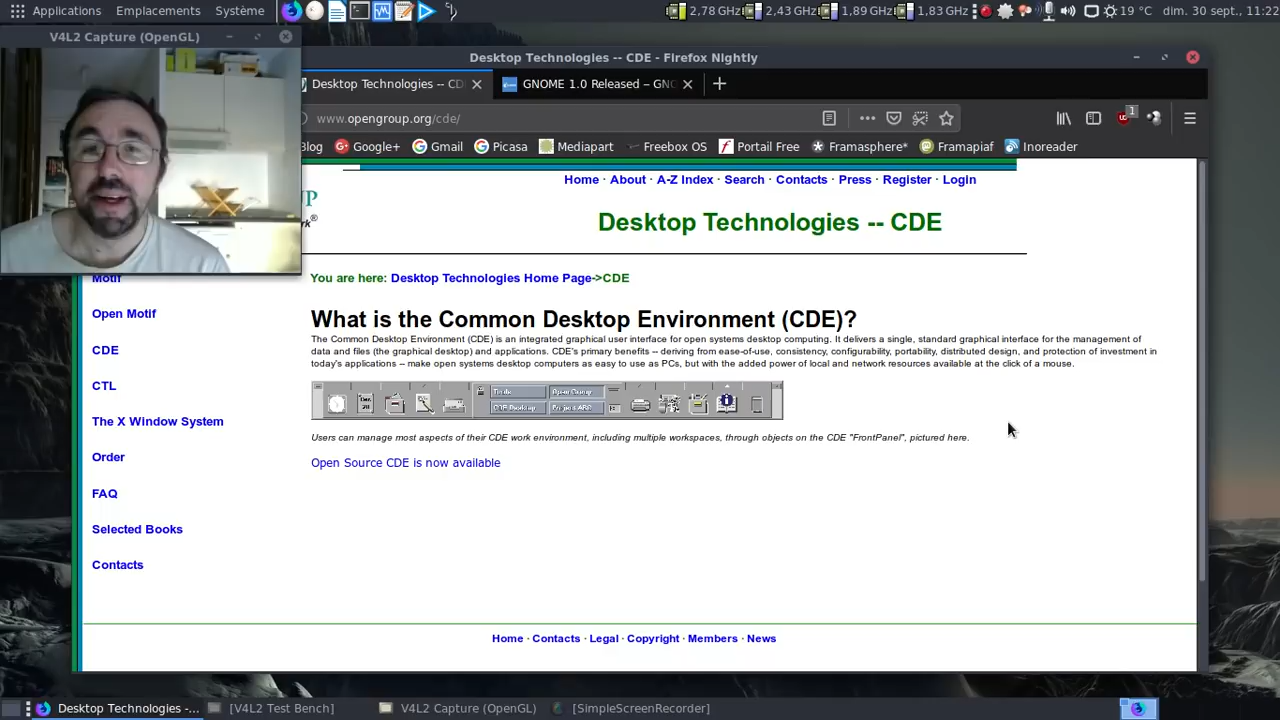 Applications Emplacements Système 2,78 GHz 2,43 GHz 1,89 GHz 1,83 GHz 19 °C dim. 30 sept., 11:22
V4L2 Capture (OpenGL)
Desktop Technologies -- CDE - Firefox Nightly
Desktop Technologies -- CD
GNOME 1.0 Released – GN
www.opengroup.org/cde/
1
Blog Google+ Gmail Picasa Mediapart Freebox OS Portail Free Framasphere* Framapiaf Inoreader
Home · About · A-Z Index · Search · Contacts · Press · Register · Login
Desktop Technologies -- CDE
You are here: Desktop Technologies Home Page->CDE
Motif
Open Motif
CDE
CTL
The X Window System
Order
FAQ
Selected Books
Contacts
What is the Common Desktop Environment (CDE)?
The Common Desktop Environment (CDE) is an integrated graphical user interface for open systems desktop computing. It delivers a single, standard graphical interface for the management of
data and files (the graphical desktop) and applications. CDE's primary benefits -- deriving from ease-of-use, consistency, configurability, portability, distributed design, and protection of investment in
today's applications -- make open systems desktop computers as easy to use as PCs, but with the added power of local and network resources available at the click of a mouse.
Tools Open Group
CDE Desktop Project ABC
Users can manage most aspects of their CDE work environment, including multiple workspaces, through objects on the CDE "FrontPanel", pictured here.
Open Source CDE is now available
Home · Contacts · Legal · Copyright · Members · News
Desktop Technologies -... [V4L2 Test Bench] V4L2 Capture (OpenGL) [SimpleScreenRecorder]